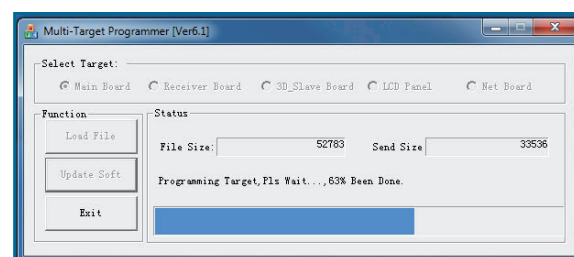 Multi-Target Programmer [Ver6.1]
Select Target:
Main Board Receiver Board 3D_Slave Board LCD Panel Net Board
Function
Status
Load File
File Size: 52783 Send Size 33536
Update Soft
Programming Target,Pls Wait...,63% Been Done.
Exit